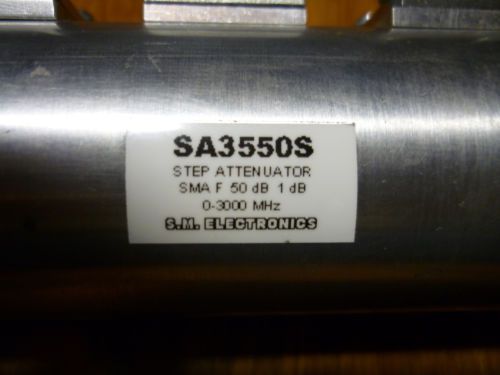 SA3550S
STEP ATTENUATOR
SMA F 50 dB 1 dB
0-3000 MHz
S.M. ELECTRONICS